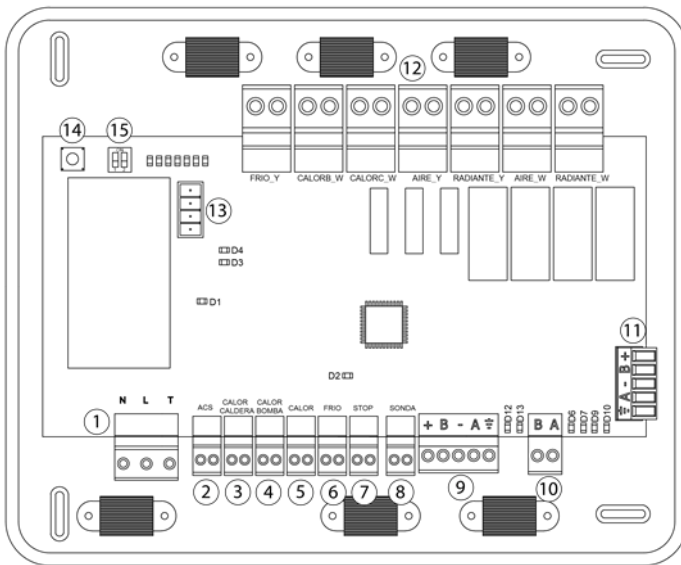 12
14
15
FRIO_Y
CALORB_W
CALORC_W
AIRE_Y
RADIANTE_Y
AIRE_W
RADIANTE_W
13
D4
D3
D1
11
+ B - A
D2
N L T
1
ACS
CALOR
CALDERA
CALOR
BOMBA
CALOR
FRIO
STOP
SONDA
+ B - A
D12
D13
B A
D6
D7
D9
D10
2
3
4
5
6
7
8
9
10